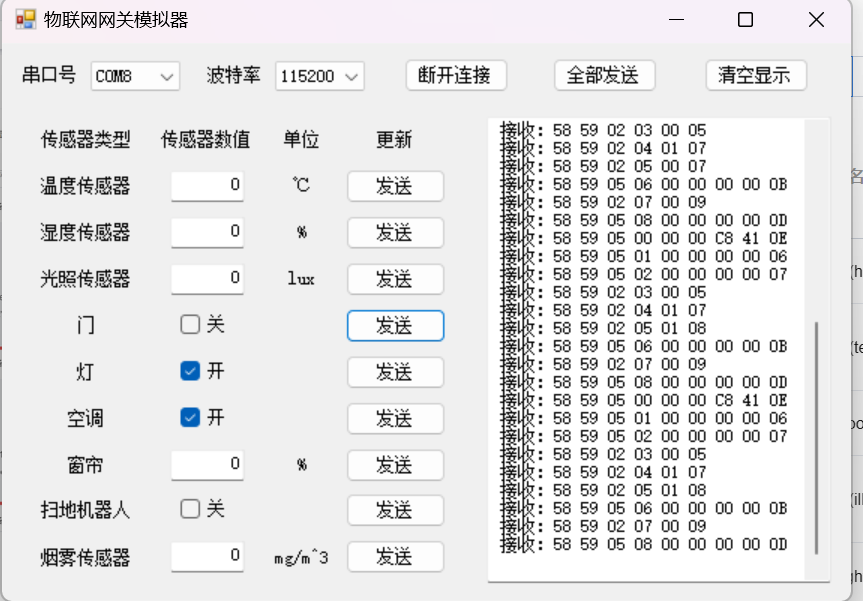 物联网网关模拟器
串口号 COM8 波特率 115200 断开连接 全部发送 清空显示
传感器类型 传感器数值 单位 更新
温度传感器 0 ℃ 发送
湿度传感器 0 % 发送
光照传感器 0 lux 发送
门 关 发送
灯 开 发送
空调 开 发送
窗帘 0 % 发送
扫地机器人 关 发送
烟雾传感器 0 mg/m^3 发送
接收: 58 59 02 03 00 05
接收: 58 59 02 04 01 07
接收: 58 59 02 05 00 07
接收: 58 59 05 06 00 00 00 00 0B
接收: 58 59 02 07 00 09
接收: 58 59 05 08 00 00 00 00 0D
接收: 58 59 05 00 00 00 C8 41 0E
接收: 58 59 05 01 00 00 00 00 06
接收: 58 59 05 02 00 00 00 00 07
接收: 58 59 02 03 00 05
接收: 58 59 02 04 01 07
接收: 58 59 02 05 01 08
接收: 58 59 05 06 00 00 00 00 0B
接收: 58 59 02 07 00 09
接收: 58 59 05 08 00 00 00 00 0D
接收: 58 59 05 00 00 00 C8 41 0E
接收: 58 59 05 01 00 00 00 00 06
接收: 58 59 05 02 00 00 00 00 07
接收: 58 59 02 03 00 05
接收: 58 59 02 04 01 07
接收: 58 59 02 05 01 08
接收: 58 59 05 06 00 00 00 00 0B
接收: 58 59 02 07 00 09
接收: 58 59 05 08 00 00 00 00 0D